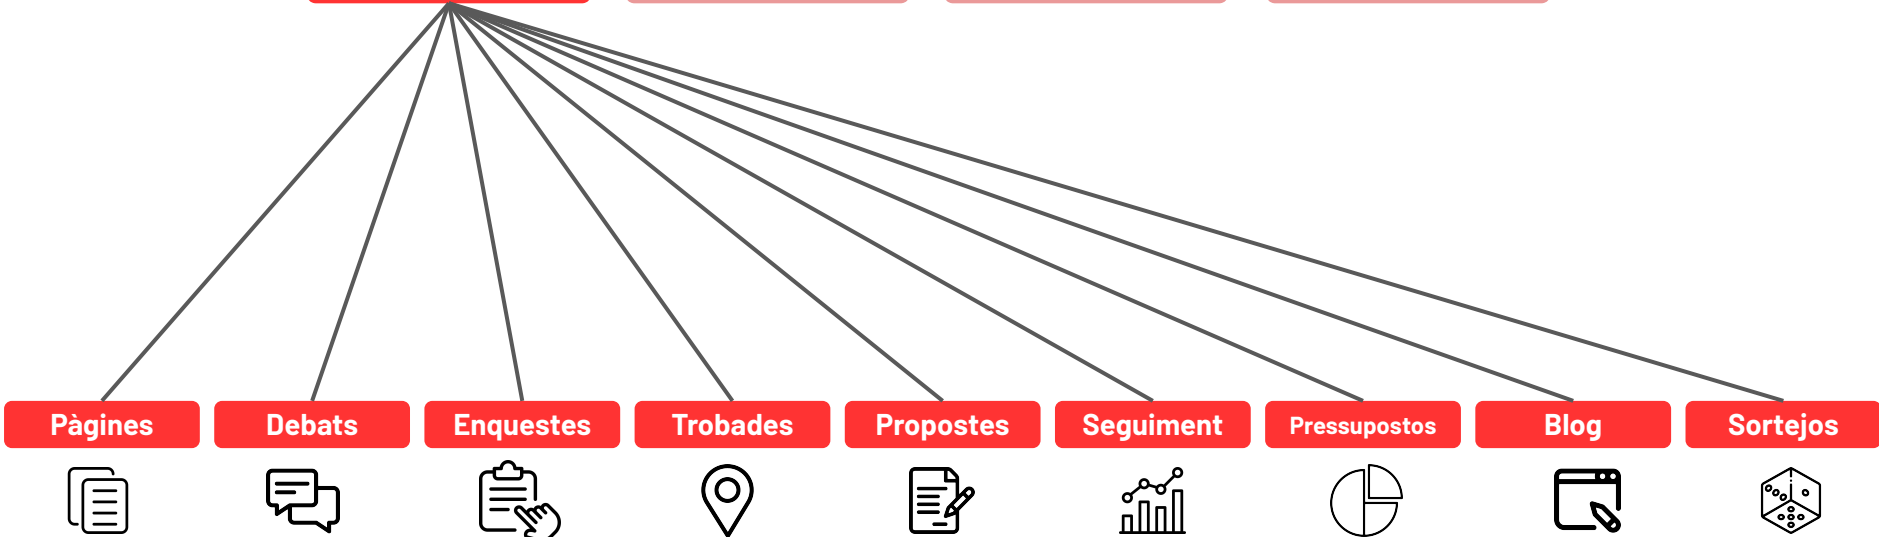 Pàgines
Debats
Enquestes
Trobades
Propostes
Seguiment
Pressupostos
Blog
Sortejos